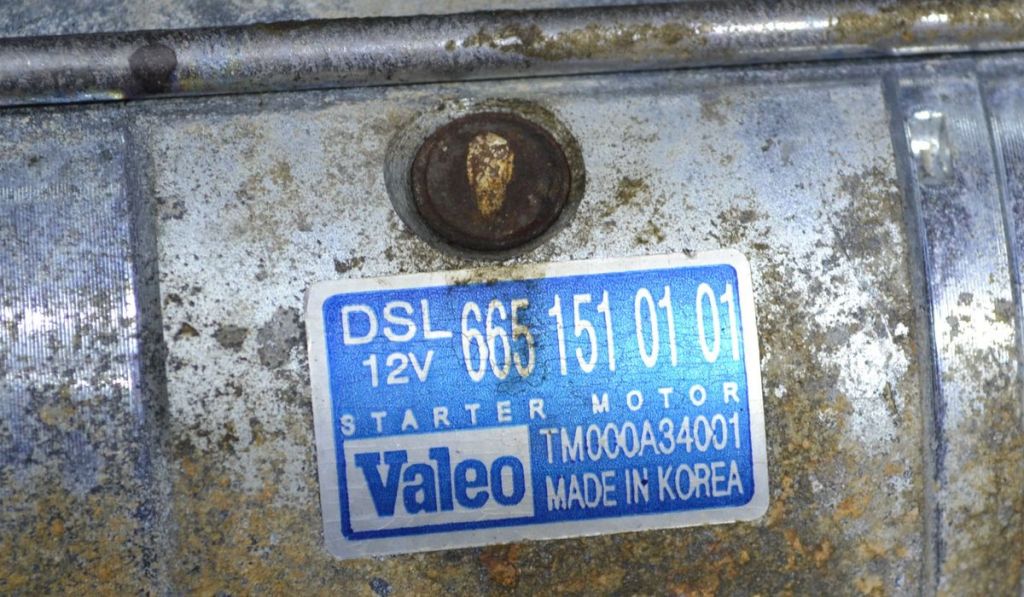 DSL 665 151 01 01
12V
STARTER MOTOR
Valeo
TM000A34001
MADE IN KOREA